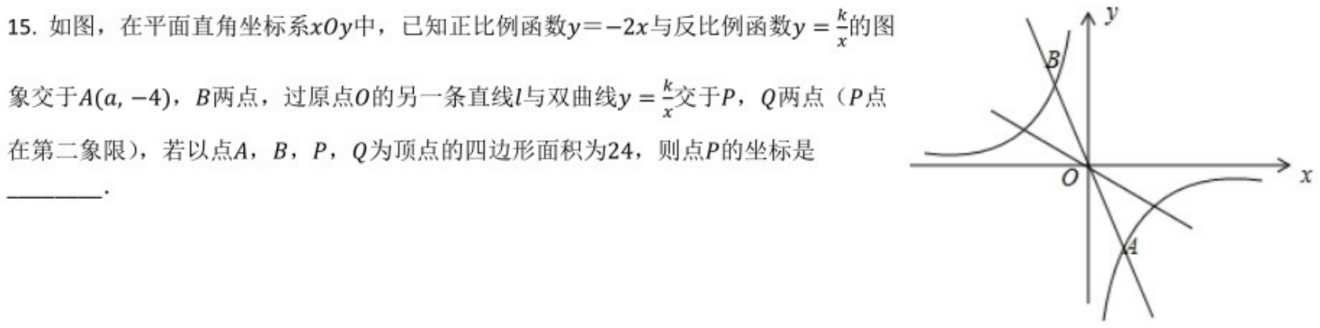 15. 如图，在平面直角坐标系xOy中，已知正比例函数y＝−2x与反比例函数y = k/x的图
象交于A(a, −4)，B两点，过原点O的另一条直线l与双曲线y = k/x交于P，Q两点（P点
在第二象限），若以点A，B，P，Q为顶点的四边形面积为24，则点P的坐标是
________.
y
B
O
x
A